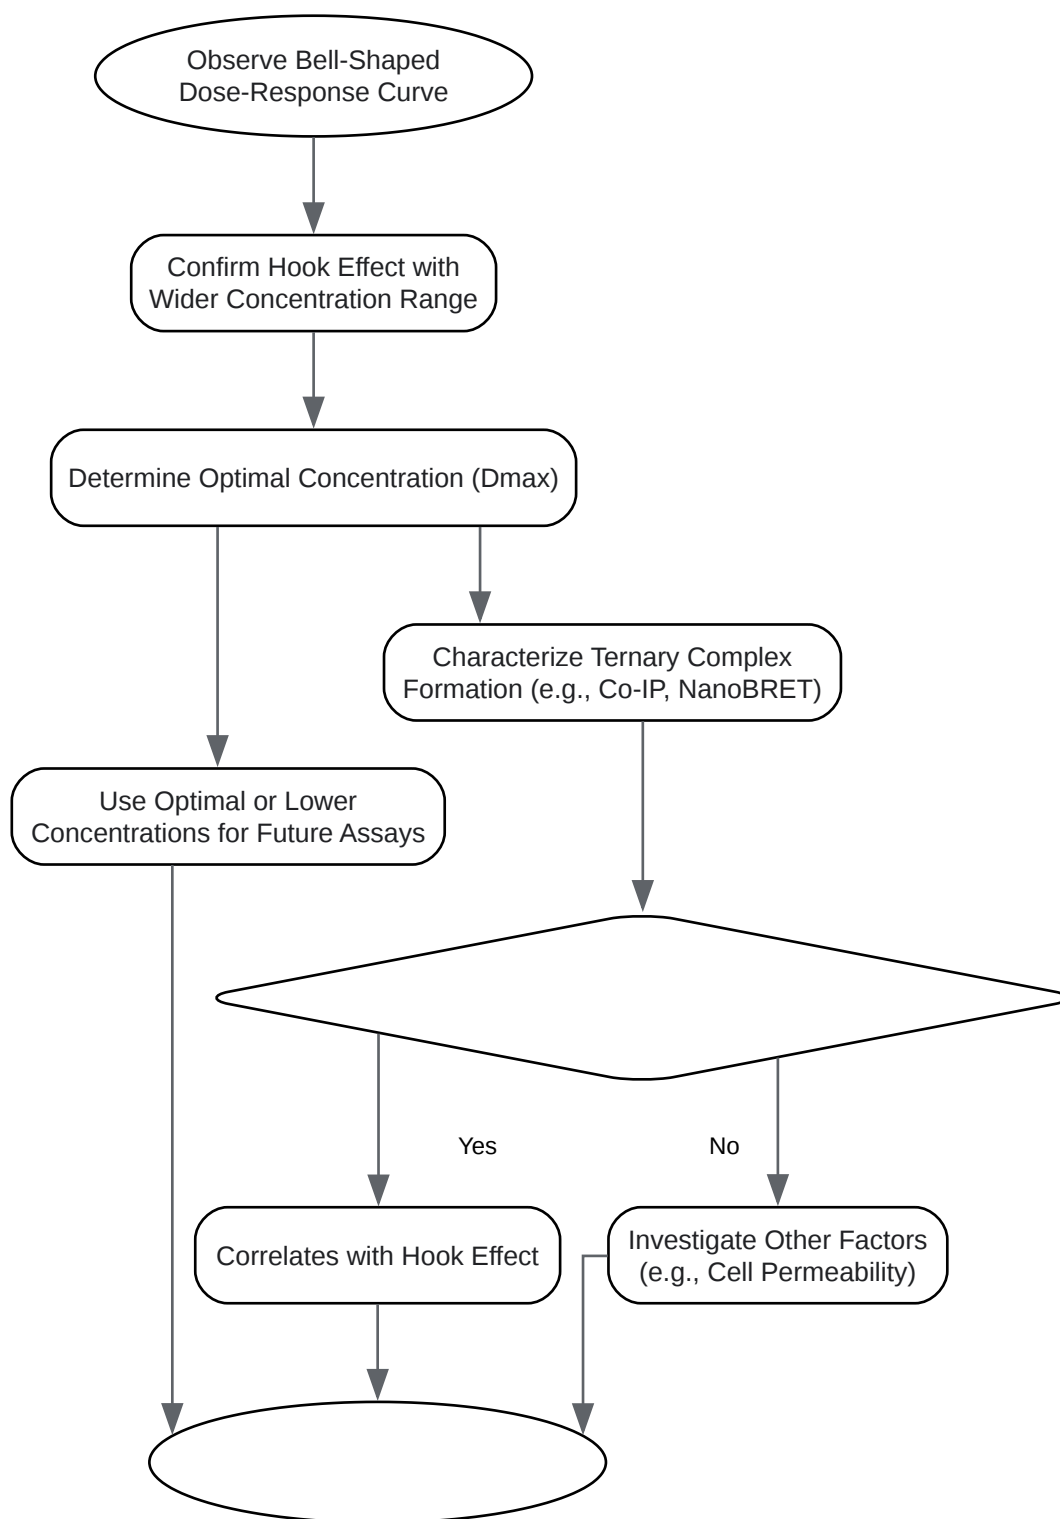 Observe Bell-Shaped
Dose-Response Curve
Confirm Hook Effect with
Wider Concentration Range
Determine Optimal Concentration (Dmax)
Characterize Ternary Complex
Formation (e.g., Co-IP, NanoBRET)
Use Optimal or Lower
Concentrations for Future Assays
Yes
No
Correlates with Hook Effect
Investigate Other Factors
(e.g., Cell Permeability)